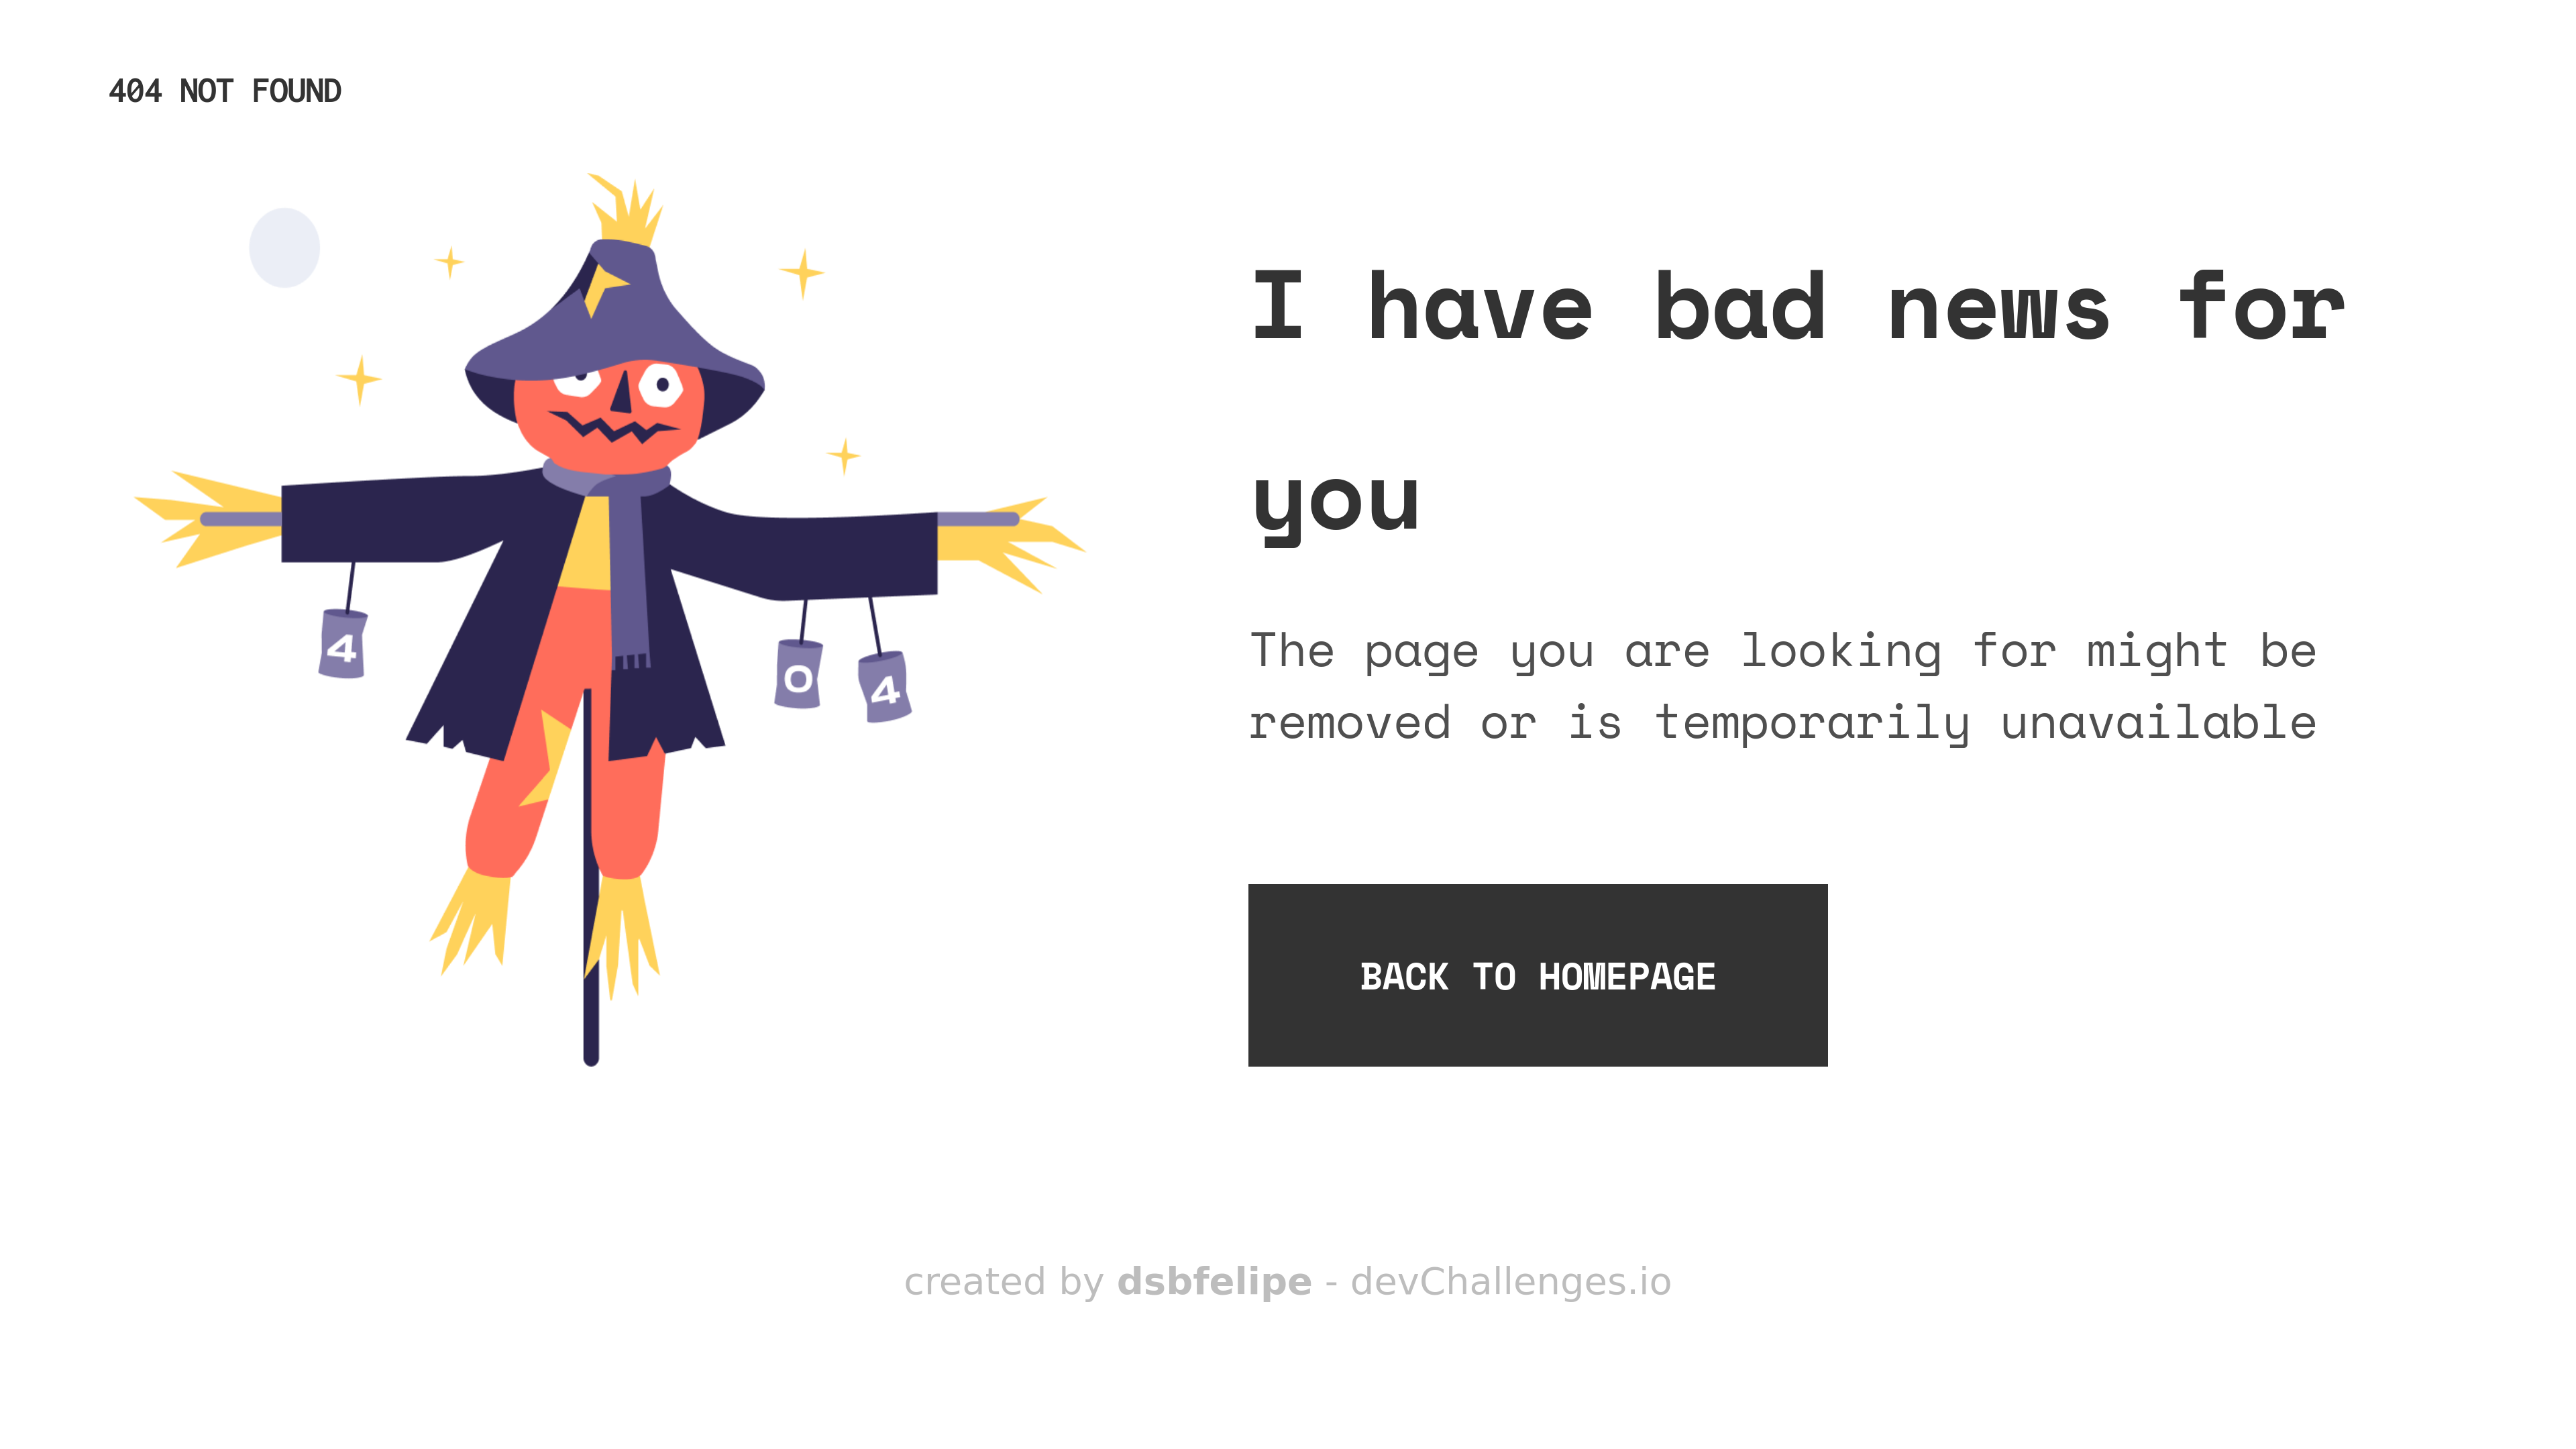 404 NOT FOUND
I have bad news for
you
The page you are looking for might be
removed or is temporarily unavailable
4
0
4
BACK TO HOMEPAGE
created by dsbfelipe - devChallenges.io